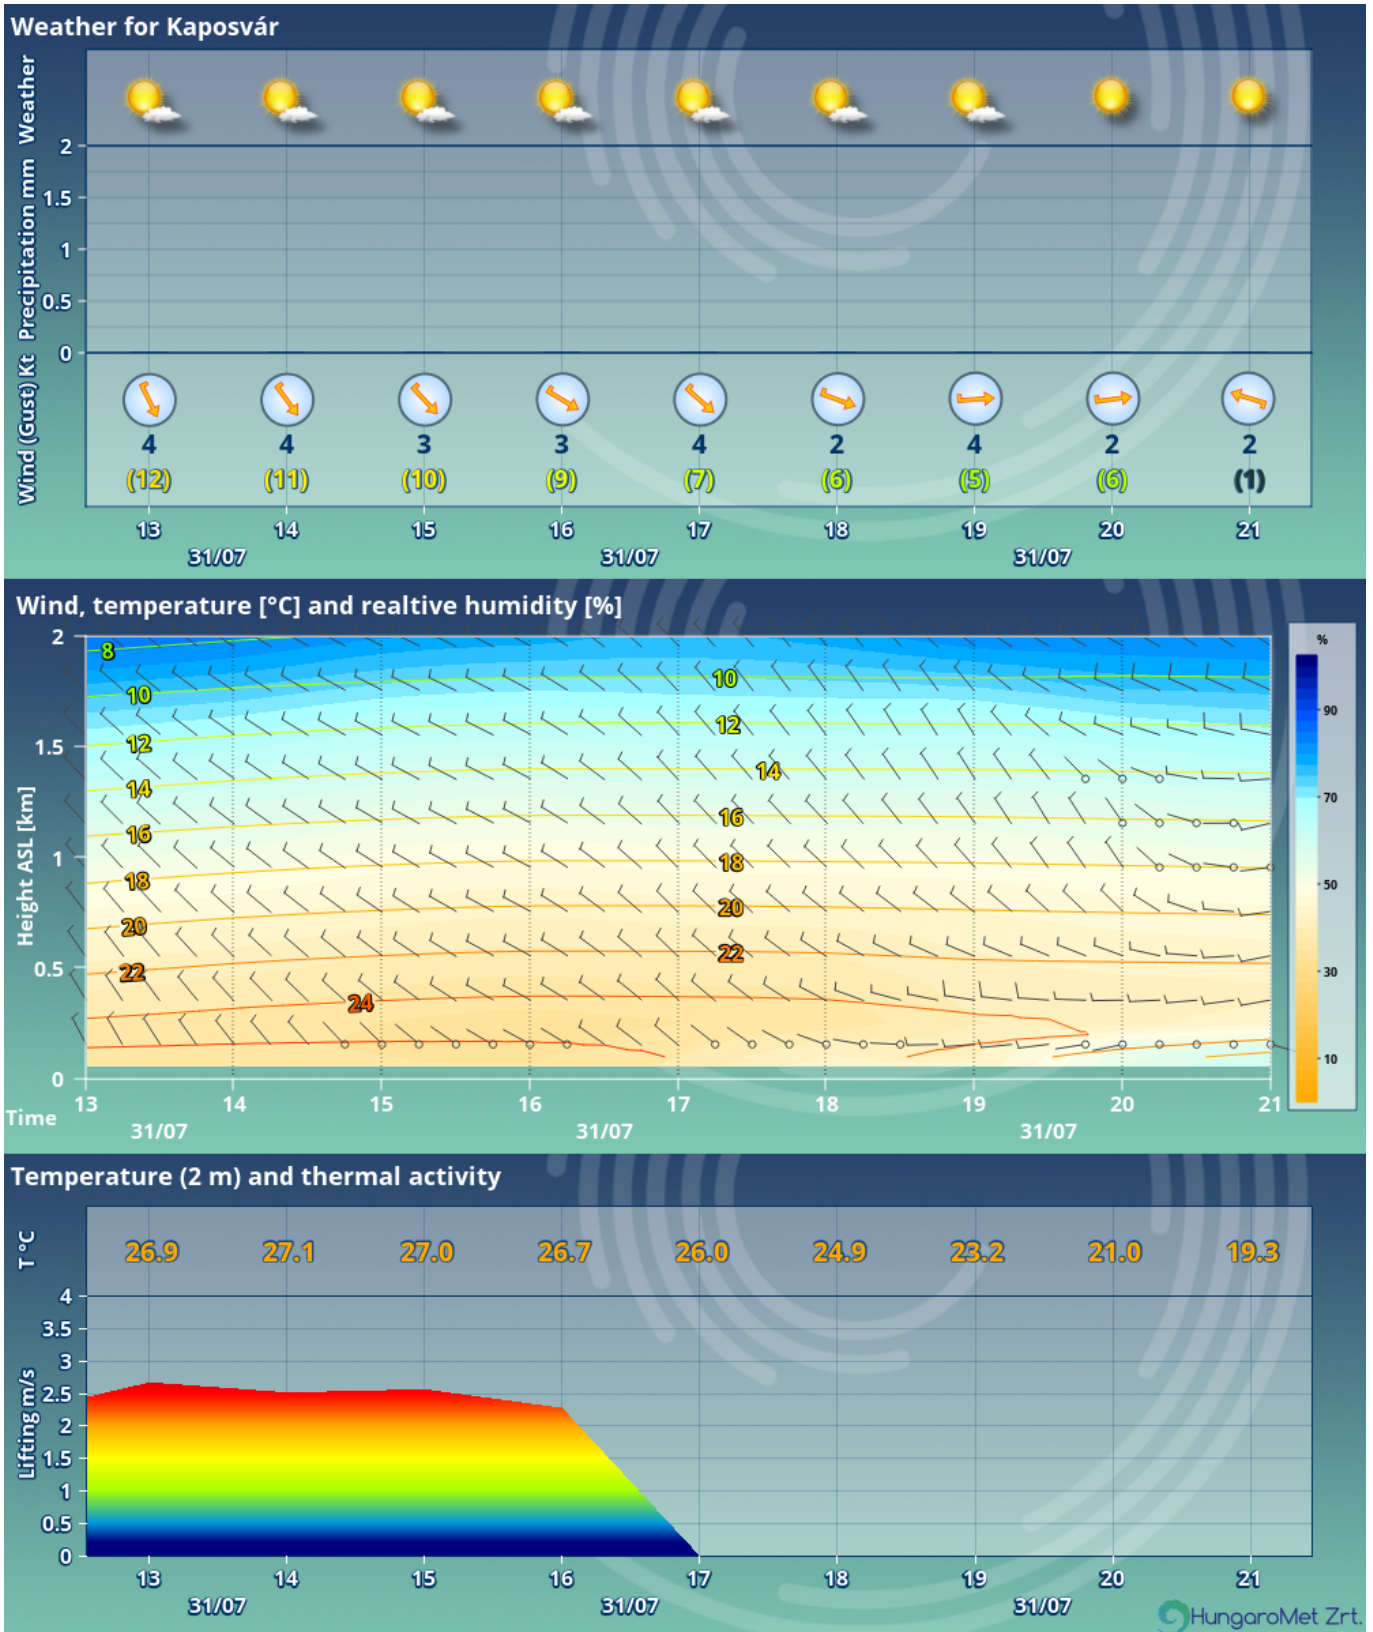 Weather for Kaposvár
Weather
2
Precipitation mm
1.5
1
0.5
0
Wind (Gust) Kt
4 4 3 3 4 2 4 2 2
(12) (11) (10) (9) (7) (6) (5) (6) (1)
13 14 15 16 17 18 19 20 21
31/07 31/07 31/07
Wind, temperature [°C] and realtive humidity [%]
2
1.5
1
0.5
0
Height ASL [km]
8
10 10
12 12
14 14
16 16
18 18
20 20
22 22
24
%
90
70
50
30
10
13 14 15 16 17 18 19 20 21
Time
31/07 31/07 31/07
Temperature (2 m) and thermal activity
T °C
26.9 27.1 27.0 26.7 26.0 24.9 23.2 21.0 19.3
Lifting m/s
4
3.5
3
2.5
2
1.5
1
0.5
0
13 14 15 16 17 18 19 20 21
31/07 31/07 31/07
HungaroMet Zrt.